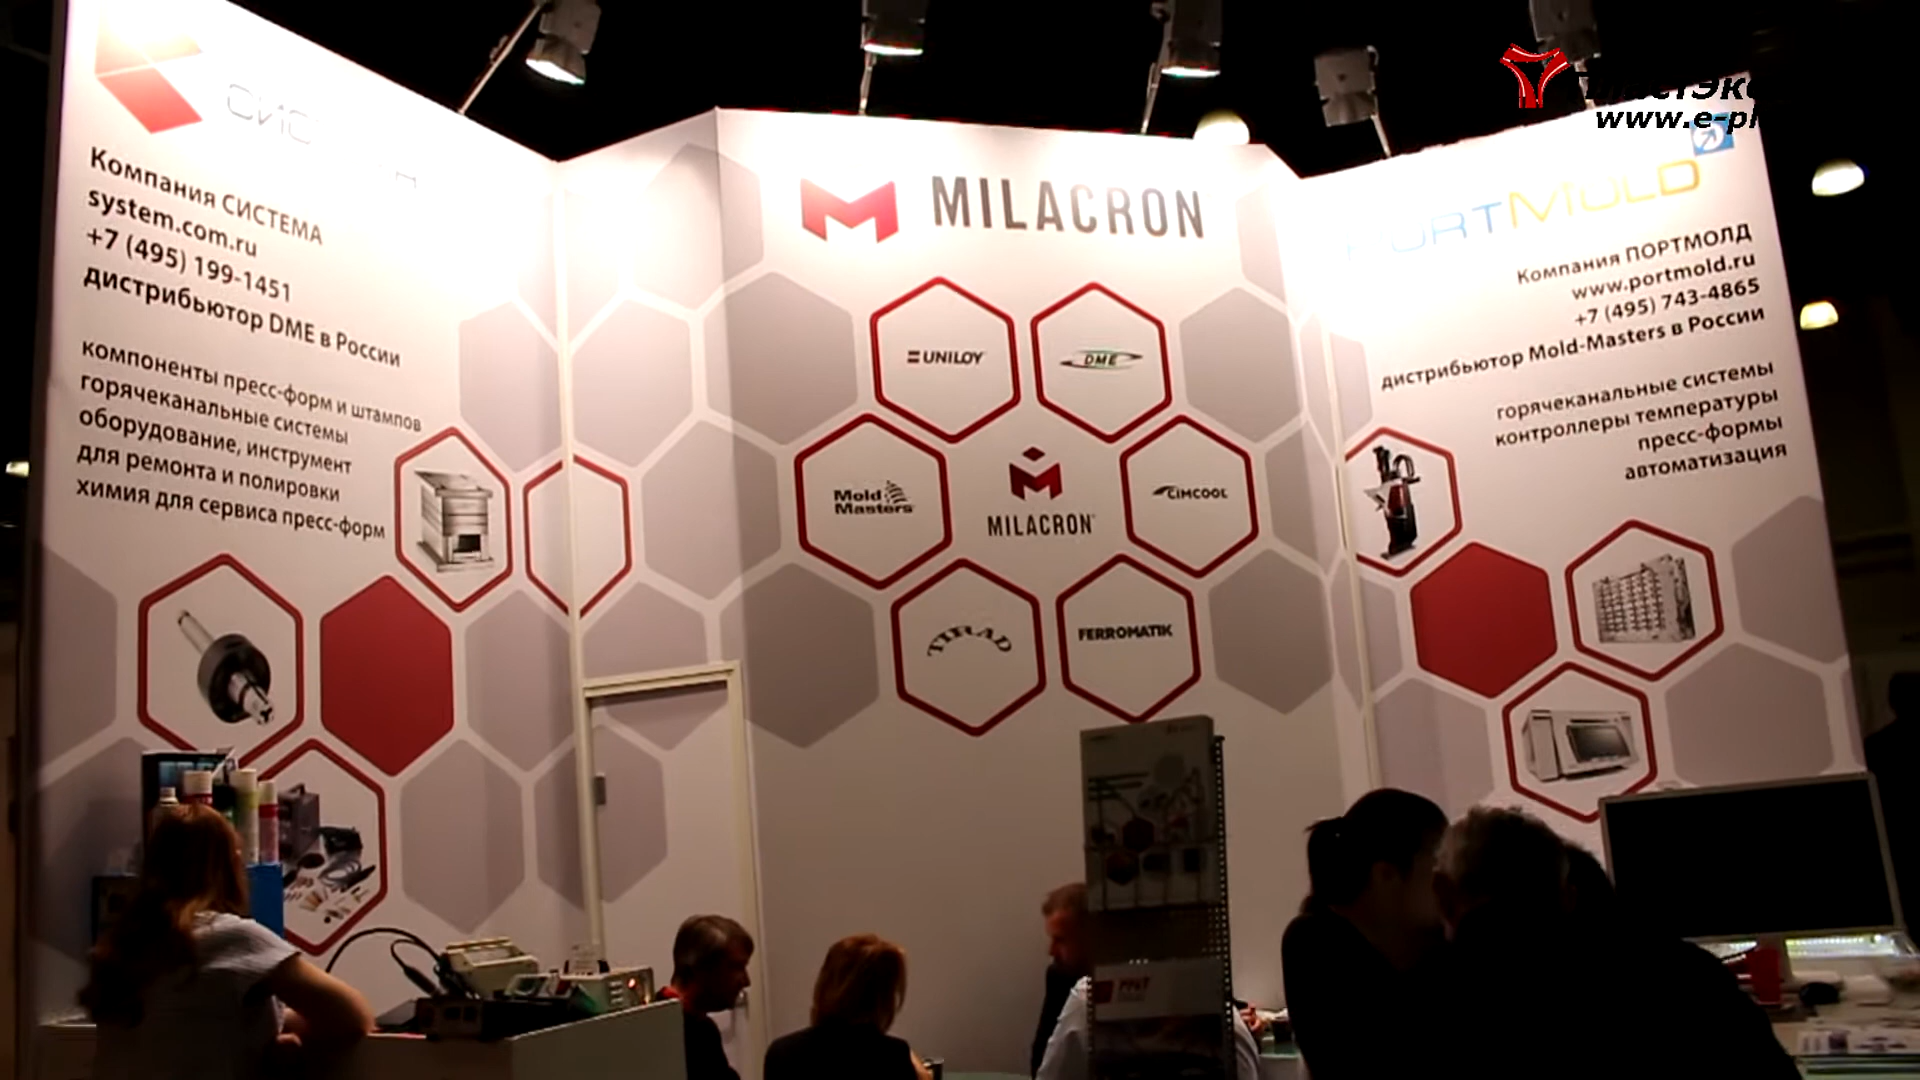 Компания СИСТЕМА
system.com.ru
+7 (495) 199-1451
дистрибьютор DME в России
компоненты пресс-форм и штампов
горячеканальные системы
оборудование, инструмент
для ремонта и полировки
химия для сервиса пресс-форм
MILACRON
UNILOY
DME
Mold
Masters
MILACRON
CIMCOOL
TIRAD
FERROMATIK
www.e-pl
PORTMOLD
Компания ПОРТМОЛД
www.portmold.ru
+7 (495) 743-4865
дистрибьютор Mold-Masters в России
горячеканальные системы
контроллеры температуры
пресс-формы
автоматизация